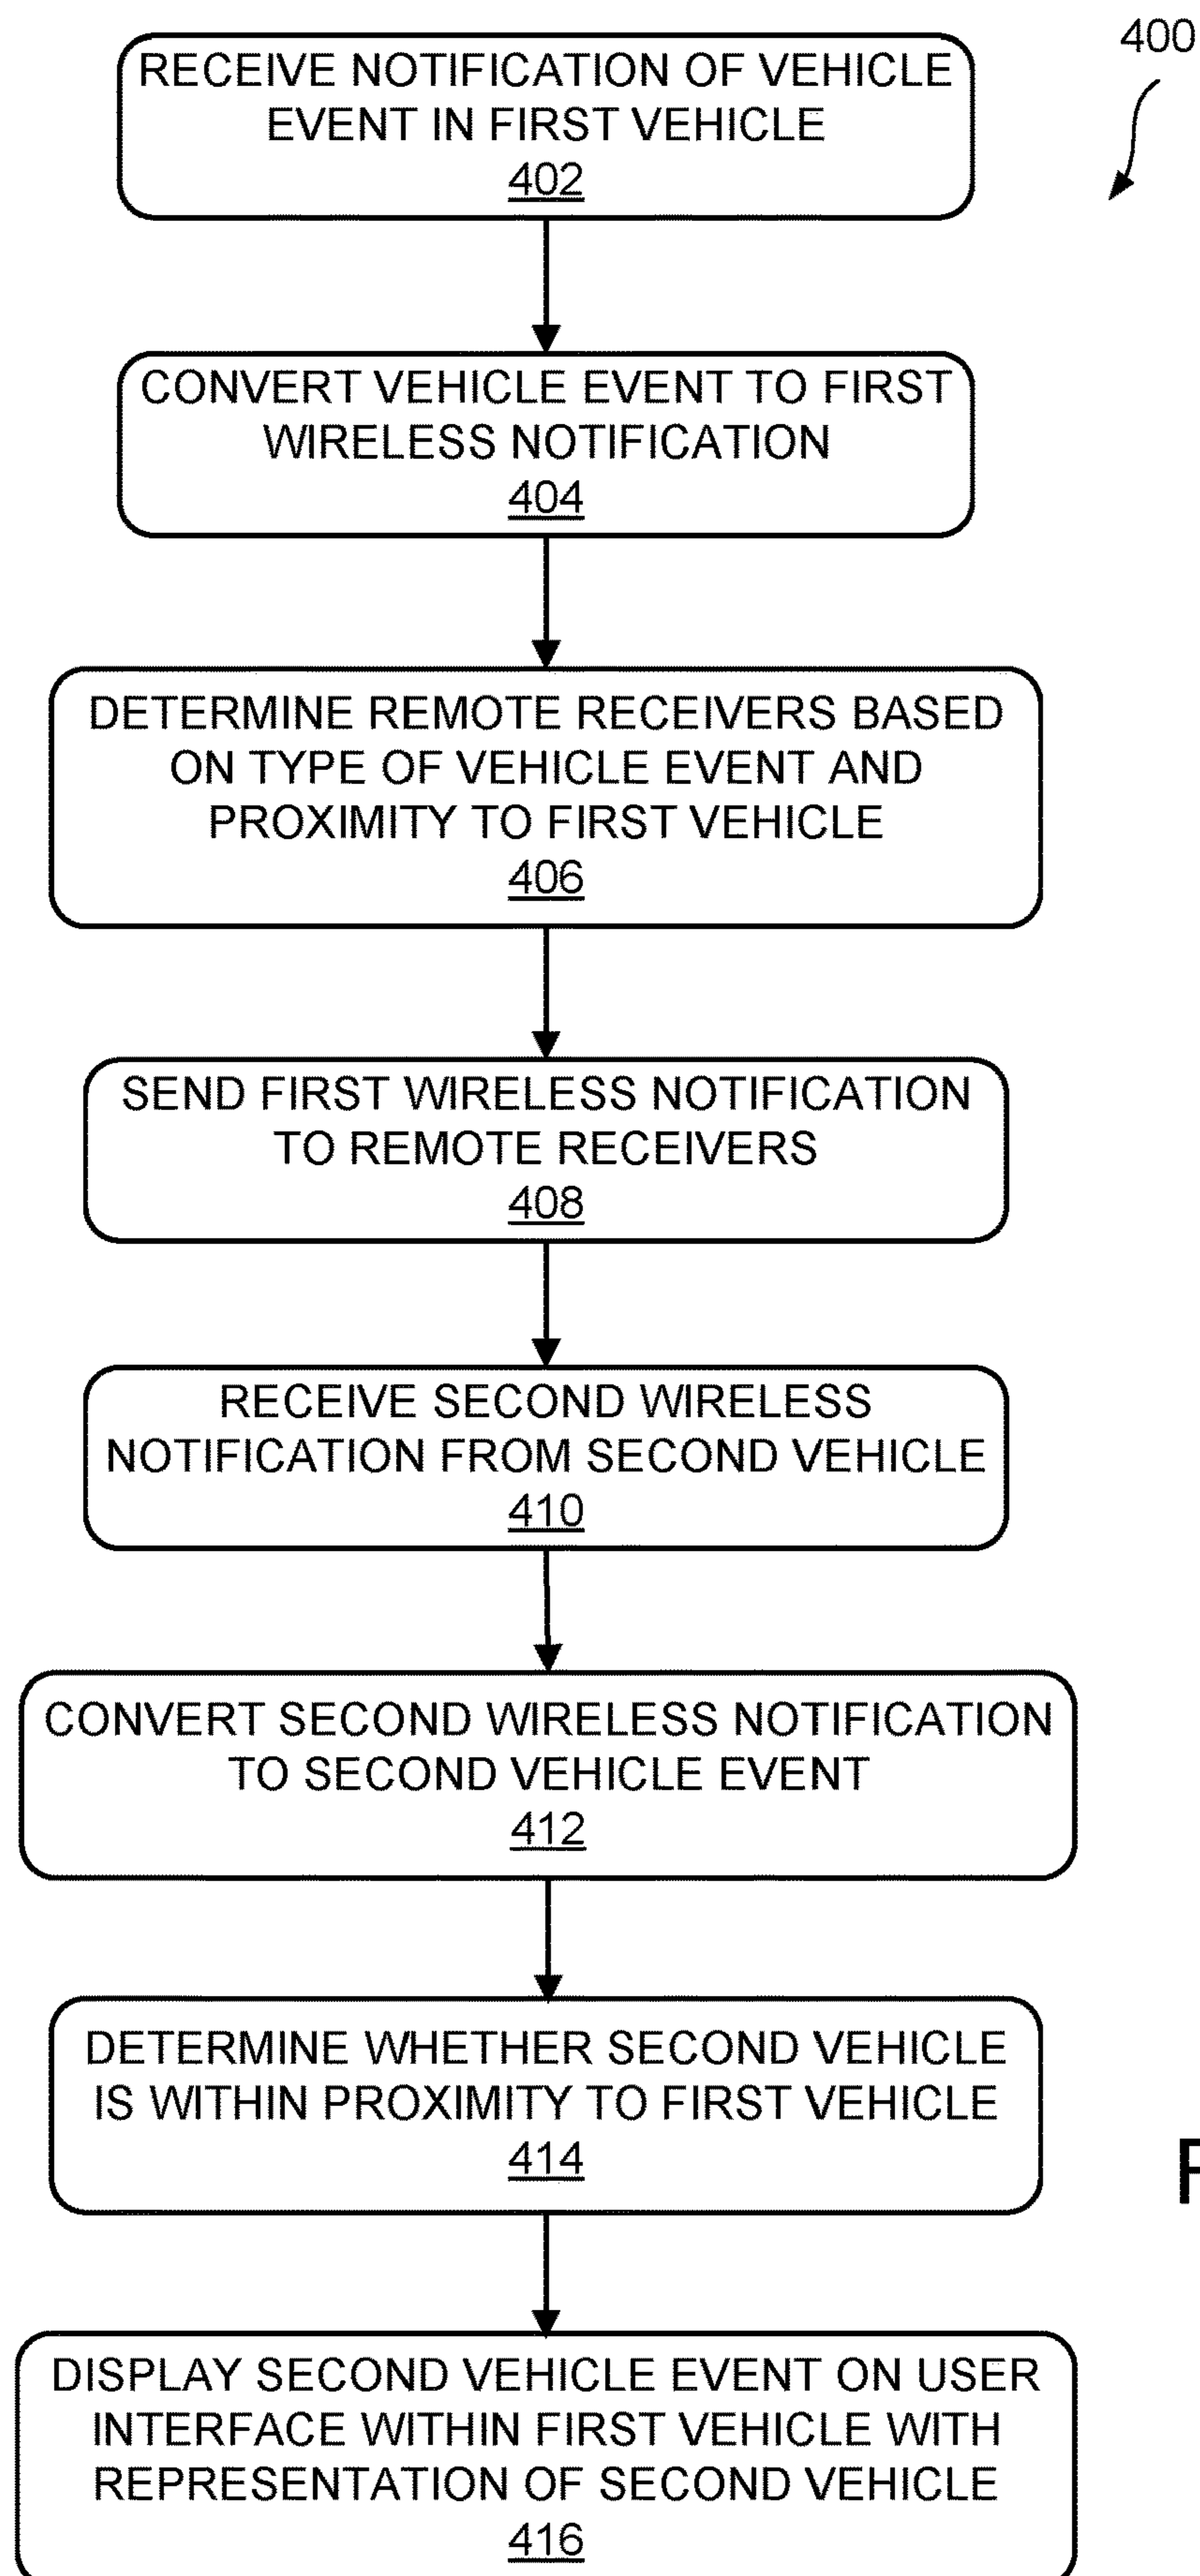 400
RECEIVE NOTIFICATION OF VEHICLE
EVENT IN FIRST VEHICLE
402
CONVERT VEHICLE EVENT TO FIRST
WIRELESS NOTIFICATION
404
DETERMINE REMOTE RECEIVERS BASED
ON TYPE OF VEHICLE EVENT AND
PROXIMITY TO FIRST VEHICLE
406
SEND FIRST WIRELESS NOTIFICATION
TO REMOTE RECEIVERS
408
RECEIVE SECOND WIRELESS
NOTIFICATION FROM SECOND VEHICLE
410
CONVERT SECOND WIRELESS NOTIFICATION
TO SECOND VEHICLE EVENT
412
DETERMINE WHETHER SECOND VEHICLE
IS WITHIN PROXIMITY TO FIRST VEHICLE
414
DISPLAY SECOND VEHICLE EVENT ON USER
INTERFACE WITHIN FIRST VEHICLE WITH
REPRESENTATION OF SECOND VEHICLE
416